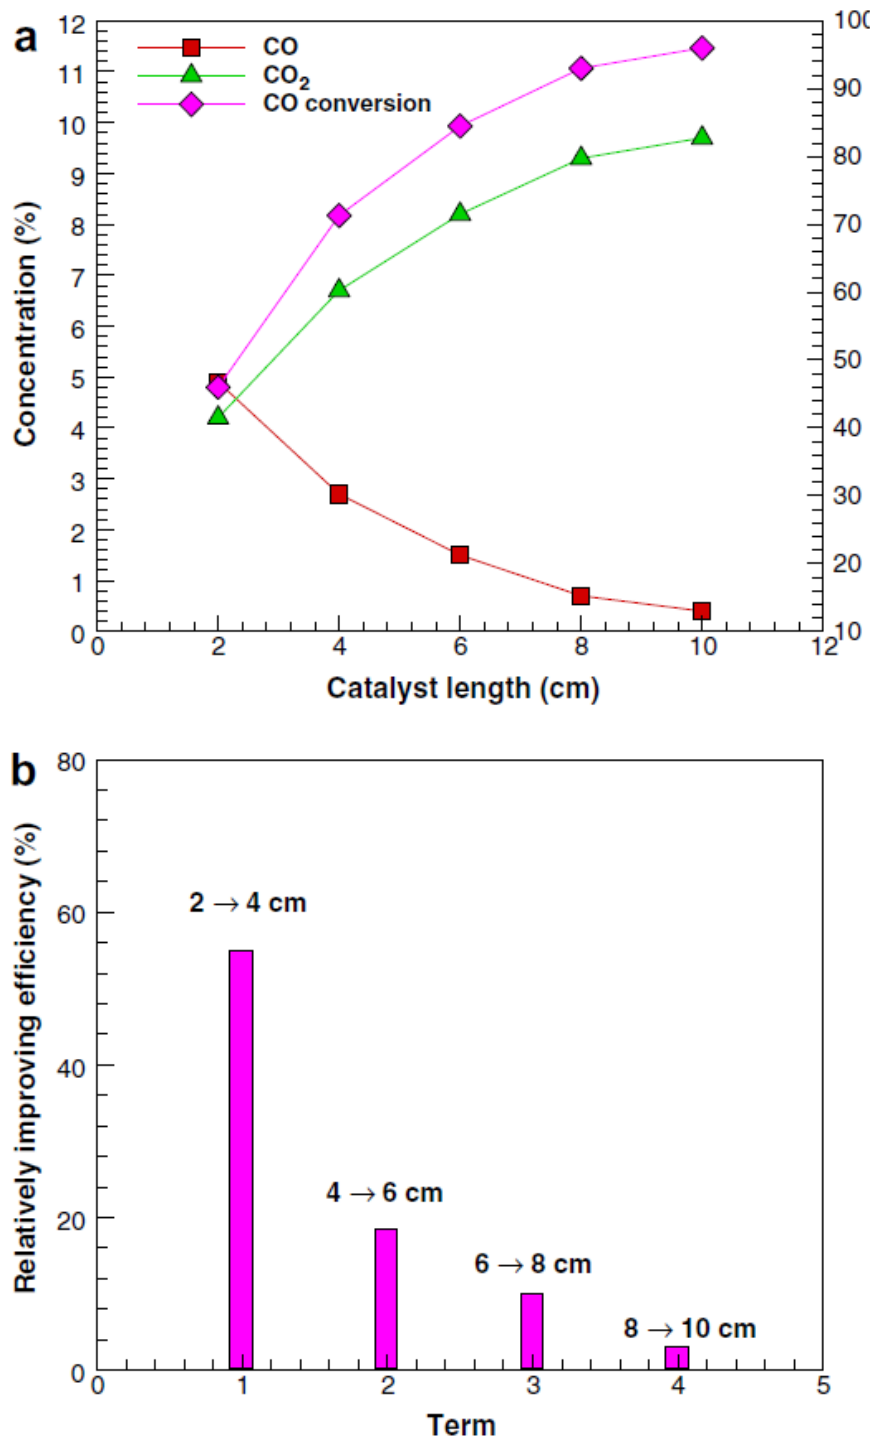 a
CO
CO2
CO conversion
12
11
10
9
8
7
6
5
4
3
2
1
0
Concentration (%)
100
90
80
70
60
50
40
30
20
10
0 2 4 6 8 10 12
Catalyst length (cm)
b
80
60
40
20
0
Relatively improving efficiency (%)
2 → 4 cm
4 → 6 cm
6 → 8 cm
8 → 10 cm
0 1 2 3 4 5
Term